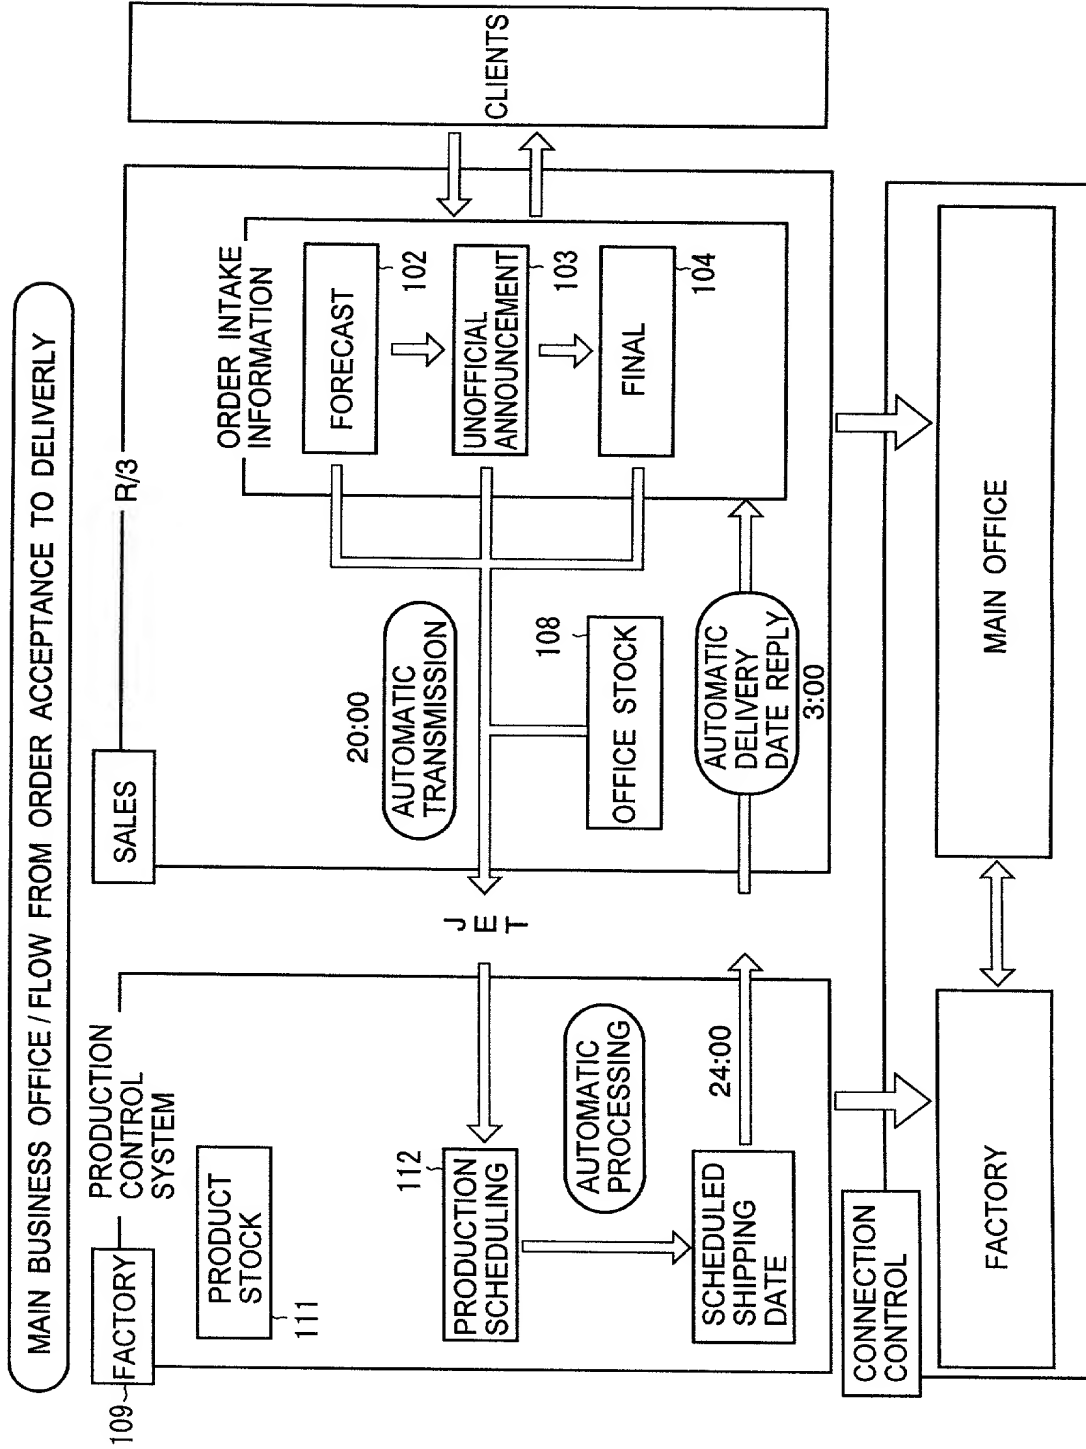 MAIN BUSINESS OFFICE / FLOW FROM ORDER ACCEPTANCE TO DELIVERLY
109
FACTORY
PRODUCTION
CONTROL
SYSTEM
PRODUCT
STOCK
111
112
PRODUCTION
SCHEDULING
AUTOMATIC
PROCESSING
SCHEDULED
SHIPPING
DATE
24:00
J
E
T
SALES
R/3
20:00
AUTOMATIC
TRANSMISSION
108
OFFICE STOCK
AUTOMATIC
DELIVERY
DATE REPLY
3:00
ORDER INTAKE
INFORMATION
FORECAST
102
UNOFFICIAL
ANNOUNCEMENT
103
FINAL
104
CLIENTS
CONNECTION
CONTROL
FACTORY
MAIN OFFICE